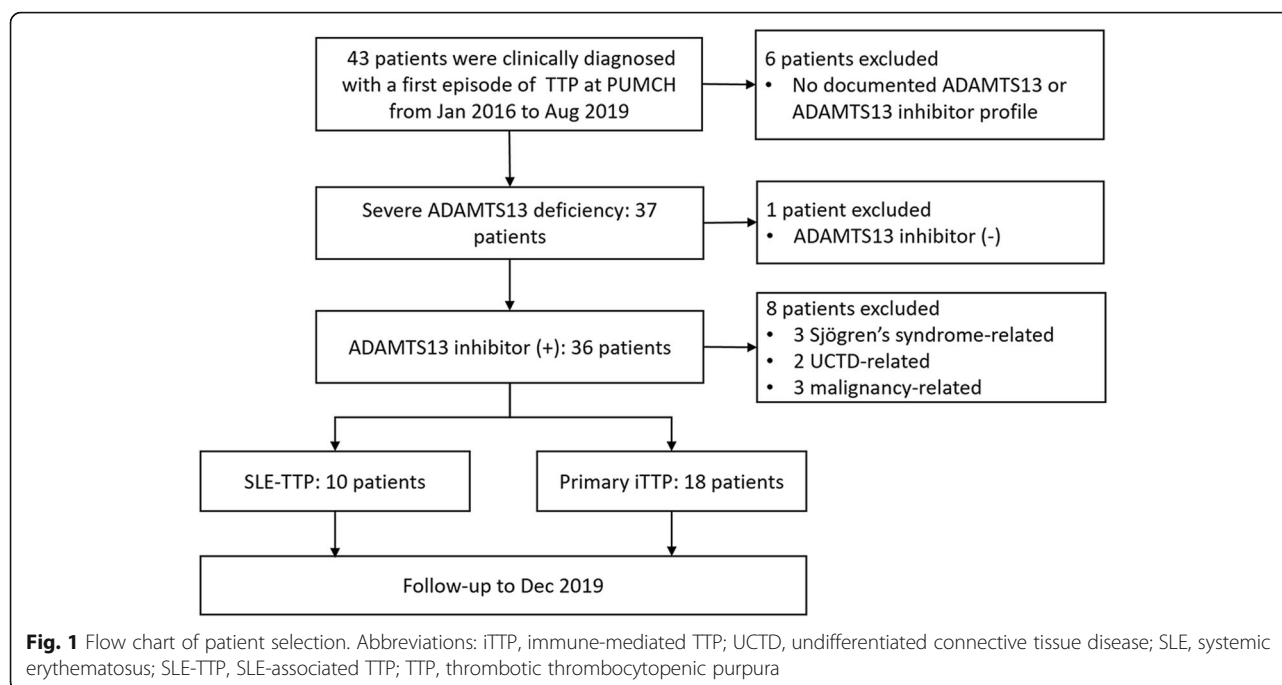 43 patients were clinically diagnosed
with a first episode of TTP at PUMCH
from Jan 2016 to Aug 2019
6 patients excluded
• No documented ADAMTS13 or
ADAMTS13 inhibitor profile
Severe ADAMTS13 deficiency: 37
patients
1 patient excluded
• ADAMTS13 inhibitor (-)
ADAMTS13 inhibitor (+): 36 patients
8 patients excluded
• 3 Sjögren's syndrome-related
• 2 UCTD-related
• 3 malignancy-related
SLE-TTP: 10 patients
Primary iTTP: 18 patients
Follow-up to Dec 2019
Fig. 1 Flow chart of patient selection. Abbreviations: iTTP, immune-mediated TTP; UCTD, undifferentiated connective tissue disease; SLE, systemic
erythematosus; SLE-TTP, SLE-associated TTP; TTP, thrombotic thrombocytopenic purpura